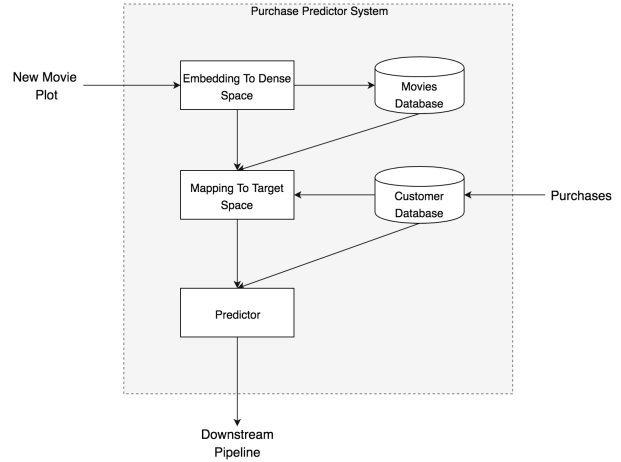 Purchase Predictor System
New Movie
Plot
Embedding To Dense
Space
Movies
Database
Mapping To Target
Space
Customer
Database
Purchases
Predictor
Downstream
Pipeline